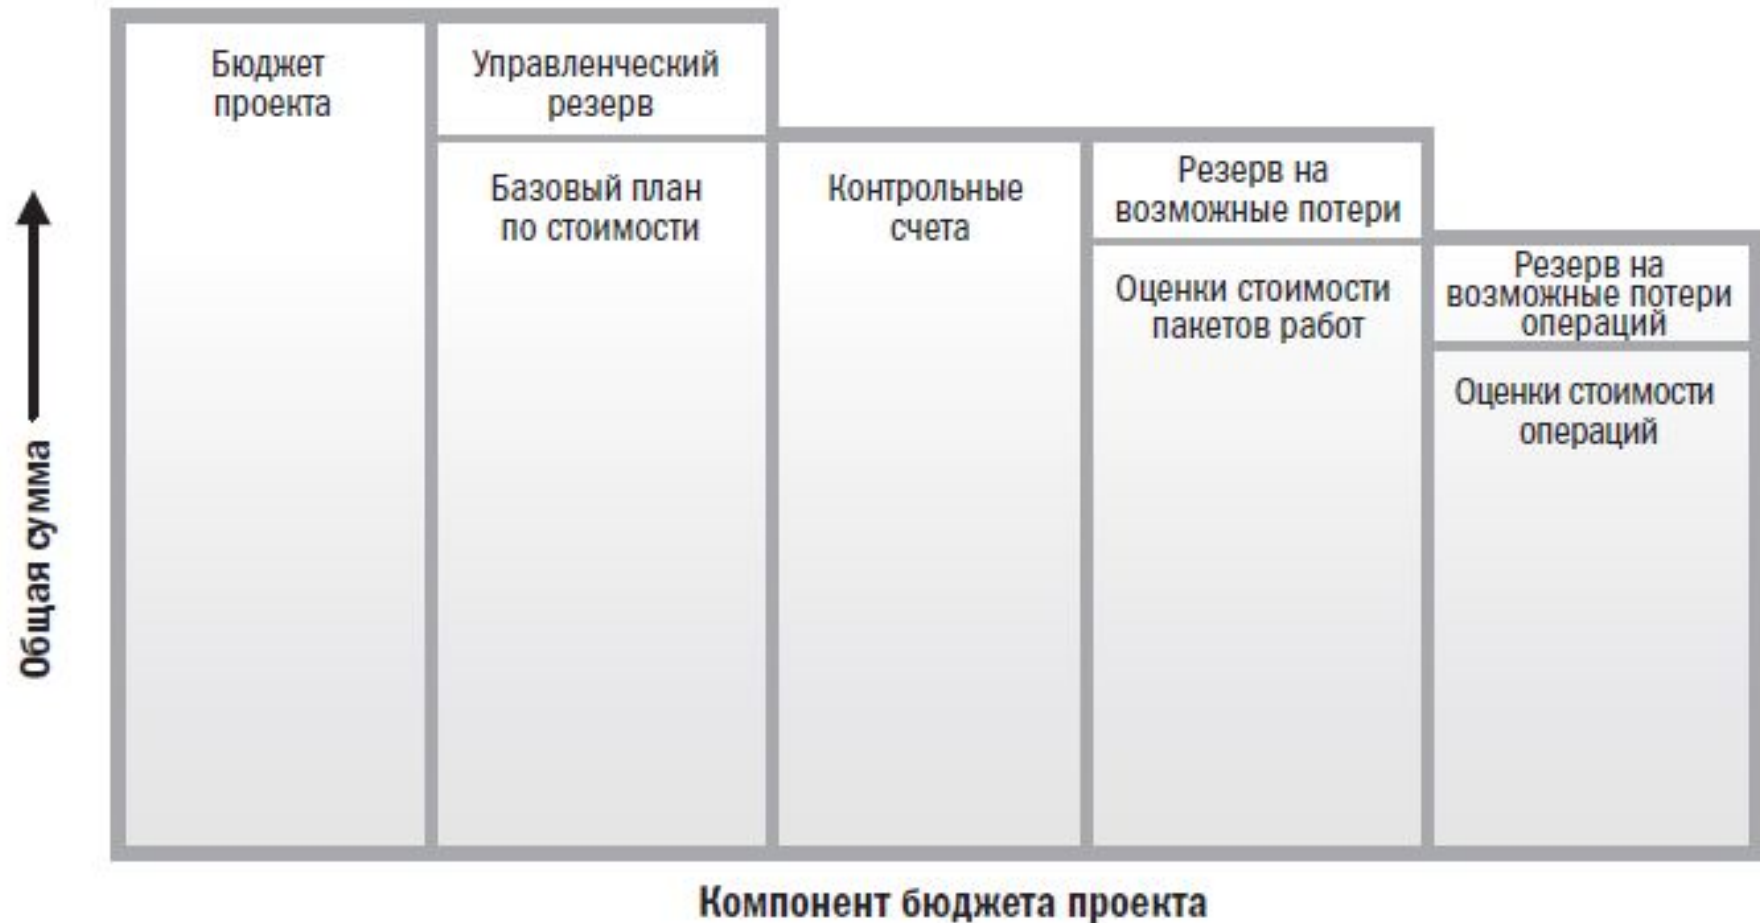 Бюджет
проекта
Управленческий
резерв
Базовый план
по стоимости
Контрольные
счета
Резерв на
возможные потери
Оценки стоимости
пакетов работ
Резерв на
возможные потери
операций
Оценки стоимости
операций
Общая сумма
Компонент бюджета проекта